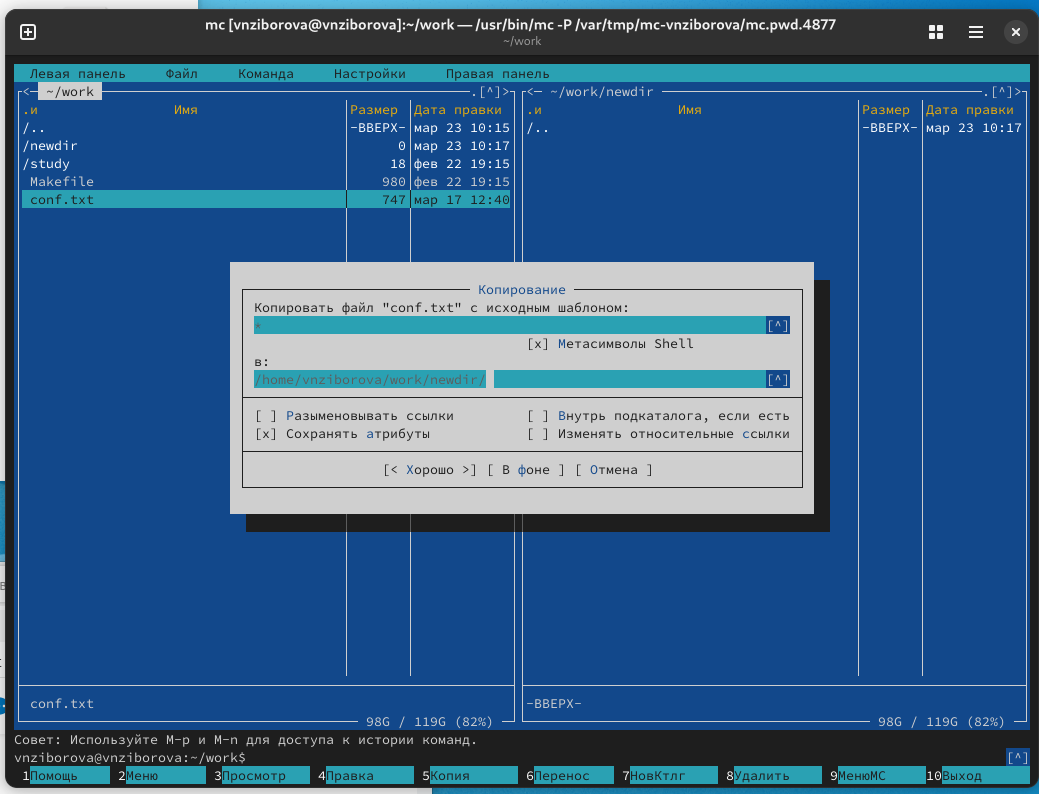 mc [vnziborova@vnziborova]:~/work — /usr/bin/mc -P /var/tmp/mc-vnziborova/mc.pwd.4877
~/work
Левая панель Файл Команда Настройки Правая панель
<─ ~/work .[^]> <─ ~/work/newdir .[^]>
.и Имя Размер Дата правки .и Имя Размер Дата правки
/.. -ВВЕРХ- мар 23 10:15 /.. -ВВЕРХ- мар 23 10:17
/newdir 0 мар 23 10:17
/study 18 фев 22 19:15
Makefile 980 фев 22 19:15
conf.txt 747 мар 17 12:40
Копирование
Копировать файл "conf.txt" с исходным шаблоном:
* [^]
[x] Метасимволы Shell
в:
/home/vnziborova/work/newdir/ [^]
[ ] Разыменовывать ссылки [ ] Внутрь подкаталога, если есть
[x] Сохранять атрибуты [ ] Изменять относительные ссылки
[< Хорошо >] [ В фоне ] [ Отмена ]
conf.txt -ВВЕРХ-
98G / 119G (82%) 98G / 119G (82%)
Совет: Используйте M-p и M-n для доступа к истории команд.
vnziborova@vnziborova:~/work$ [^]
1Помощь 2Меню 3Просмотр 4Правка 5Копия 6Перенос 7НовКтлг 8Удалить 9МенюMC 10Выход